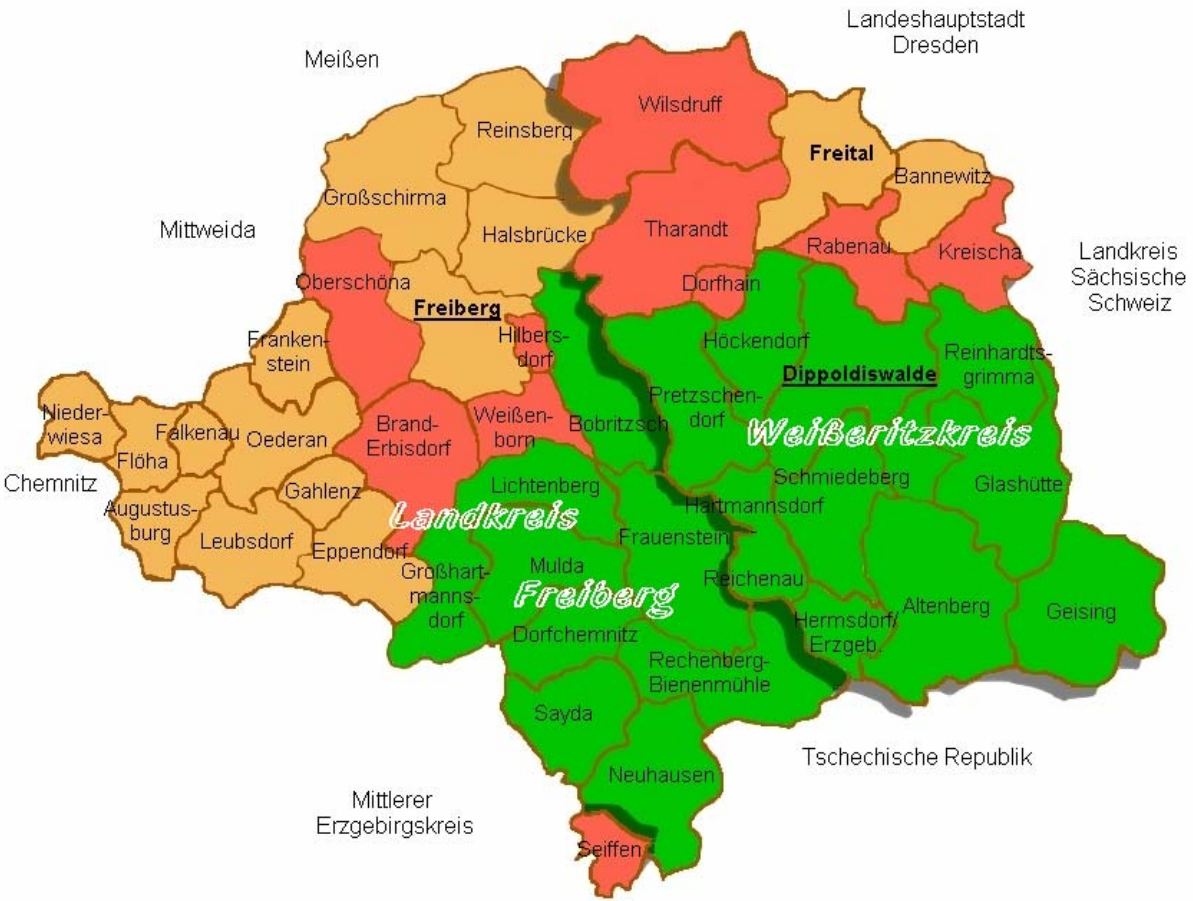 Landeshauptstadt
Dresden
Meißen
Wilsdruff
Reinsberg
Freital
Bannewitz
Großschirma
Mittweida
Halsbrücke
Tharandt
Rabenau
Kreischa
Landkreis
Sächsische
Schweiz
Oberschöna
Dorfhain
Freiberg
Hilbers-
dorf
Franken-
stein
Höckendorf
Reinhardts-
grimma
Dippoldiswalde
Pretzschen-
dorf
Nieder-
wiesa
Falkenau
Oederan
Brand-
Erbisdorf
Weißen-
born
Bobritzsch
Weißeritzkreis
Flöha
Chemnitz
Gahlenz
Lichtenberg
Schmiedeberg
Glashütte
Hartmannsdorf
Augustus-
burg
Landkreis
Leubsdorf
Eppendorf
Frauenstein
Großhart-
manns-
dorf
Mulda
Reichenau
Freiberg
Altenberg
Geising
Hermsdorf/
Erzgeb.
Dorfchemnitz
Rechenberg-
Bienenmühle
Sayda
Neuhausen
Tschechische Republik
Mittlerer
Erzgebirgskreis
Seiffen